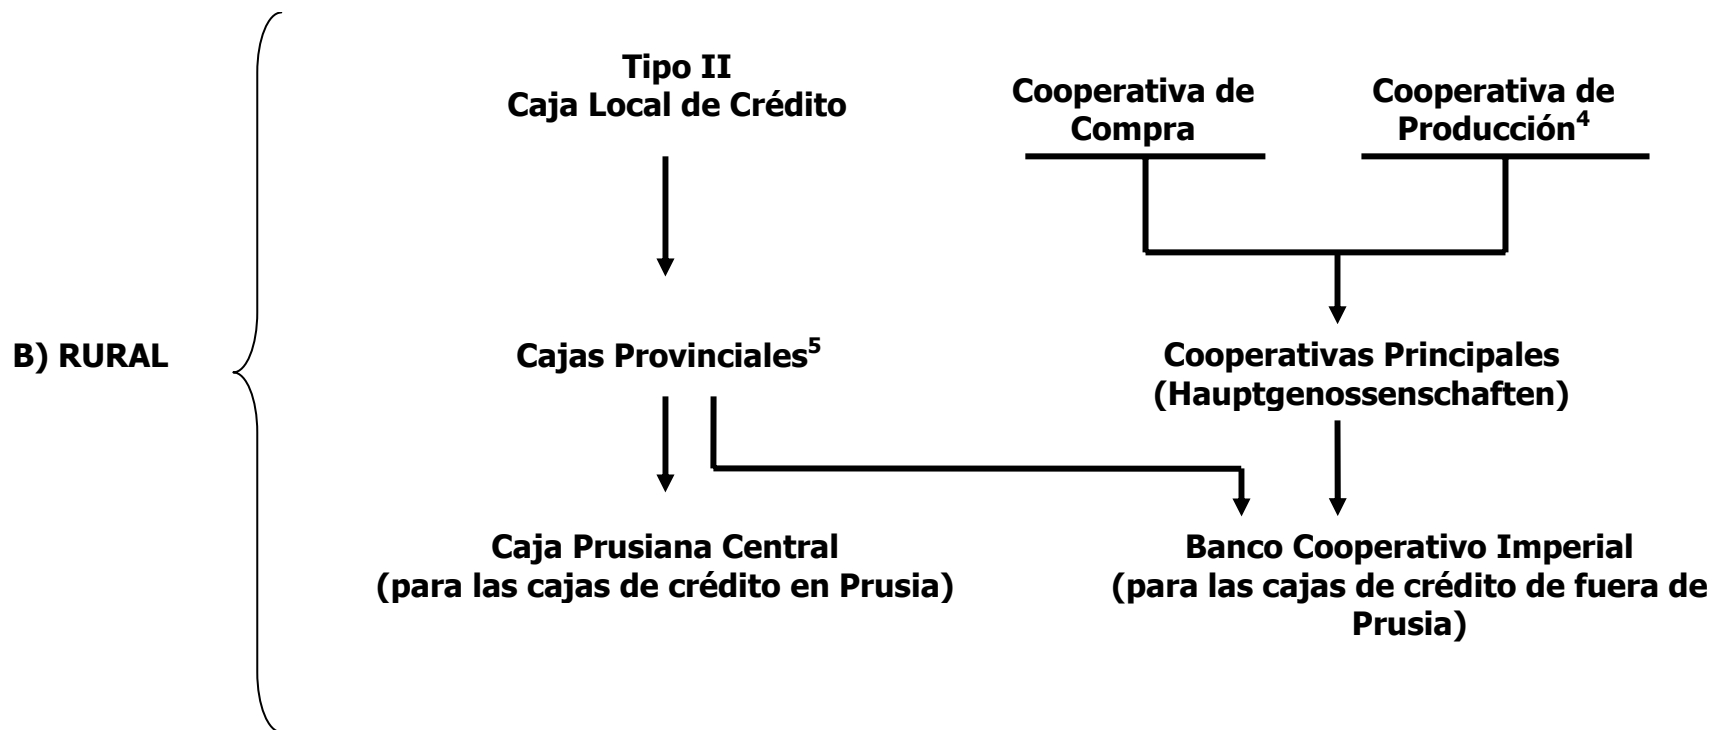 Tipo II
Caja Local de Crédito
Cooperativa de
Compra
Cooperativa de
Producción⁴
B) RURAL
Cajas Provinciales⁵
Cooperativas Principales
(Hauptgenossenschaften)
Caja Prusiana Central
(para las cajas de crédito en Prusia)
Banco Cooperativo Imperial
(para las cajas de crédito de fuera de
Prusia)